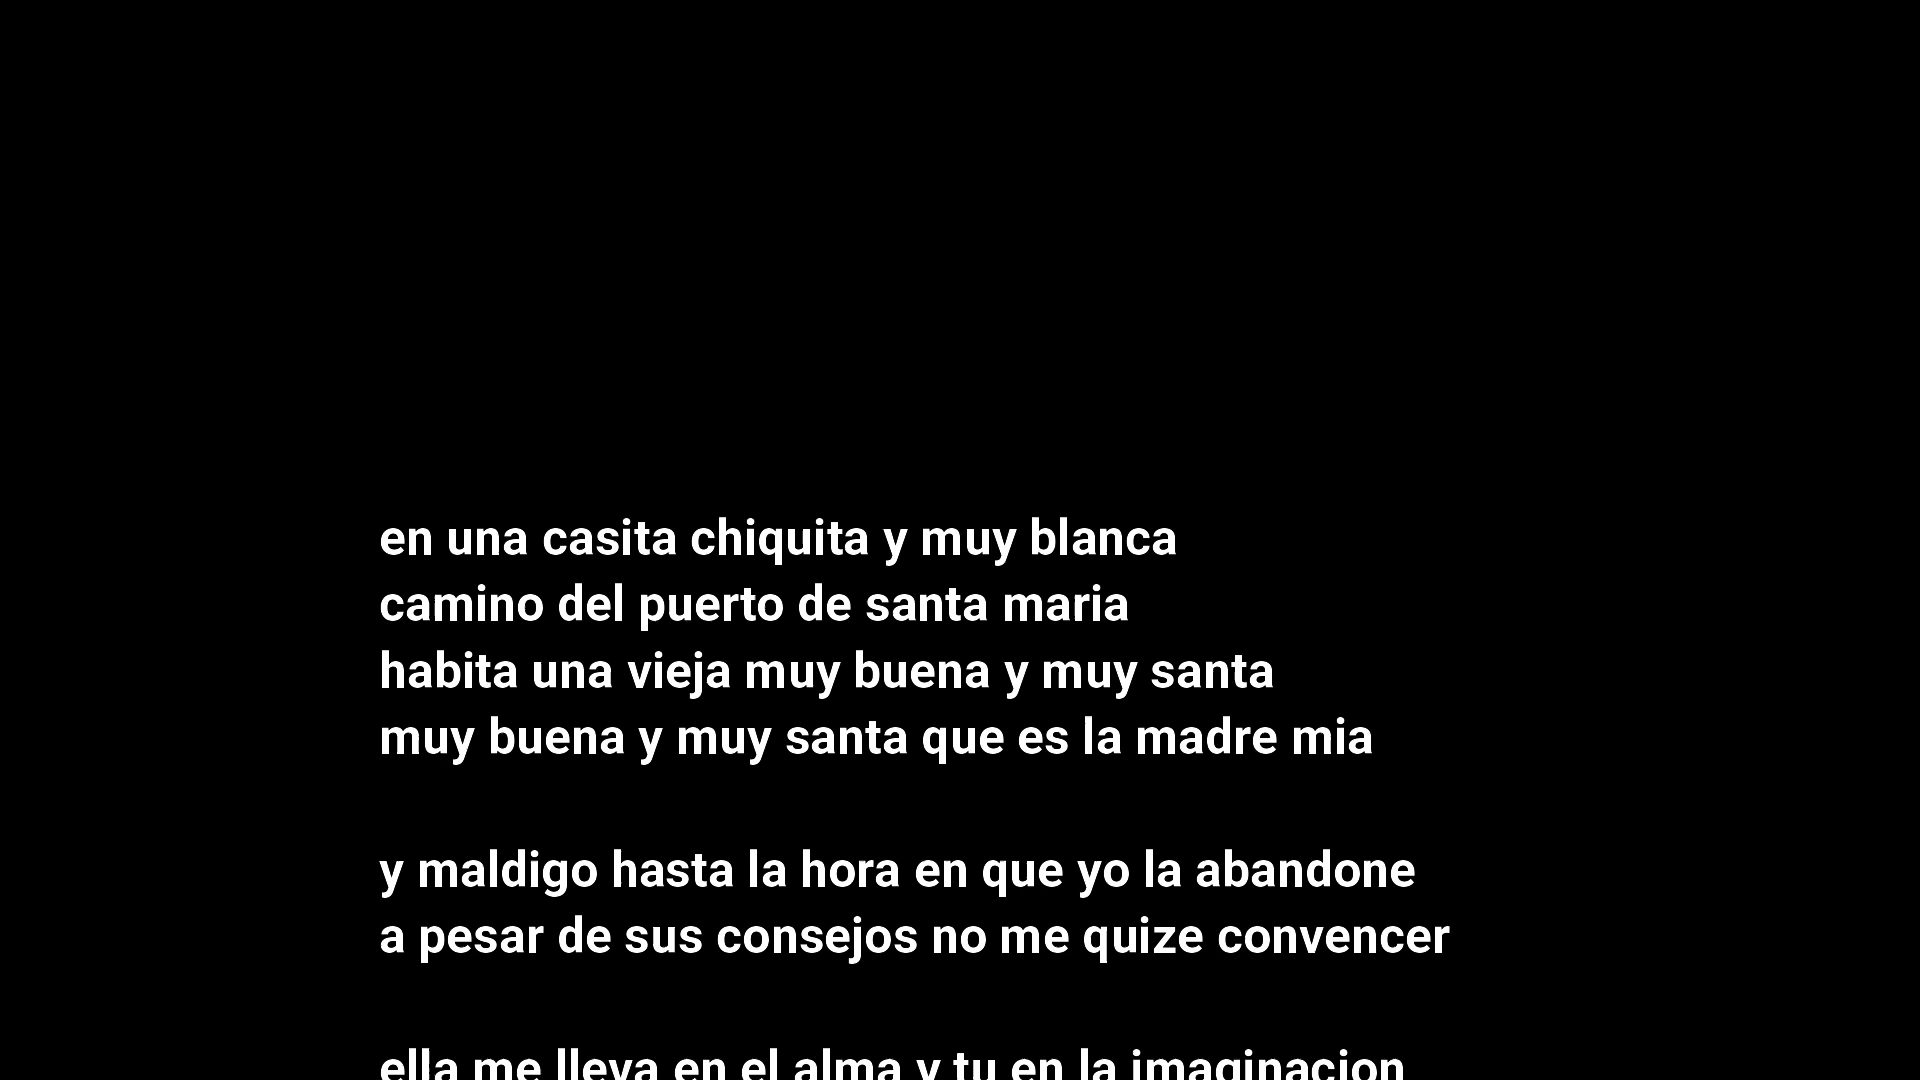 en una casita chiquita y muy blanca
camino del puerto de santa maria
habita una vieja muy buena y muy santa
muy buena y muy santa que es la madre mia
y maldigo hasta la hora en que yo la abandone
a pesar de sus consejos no me quize convencer
ella me lleva en el alma y tu en la imaginacion